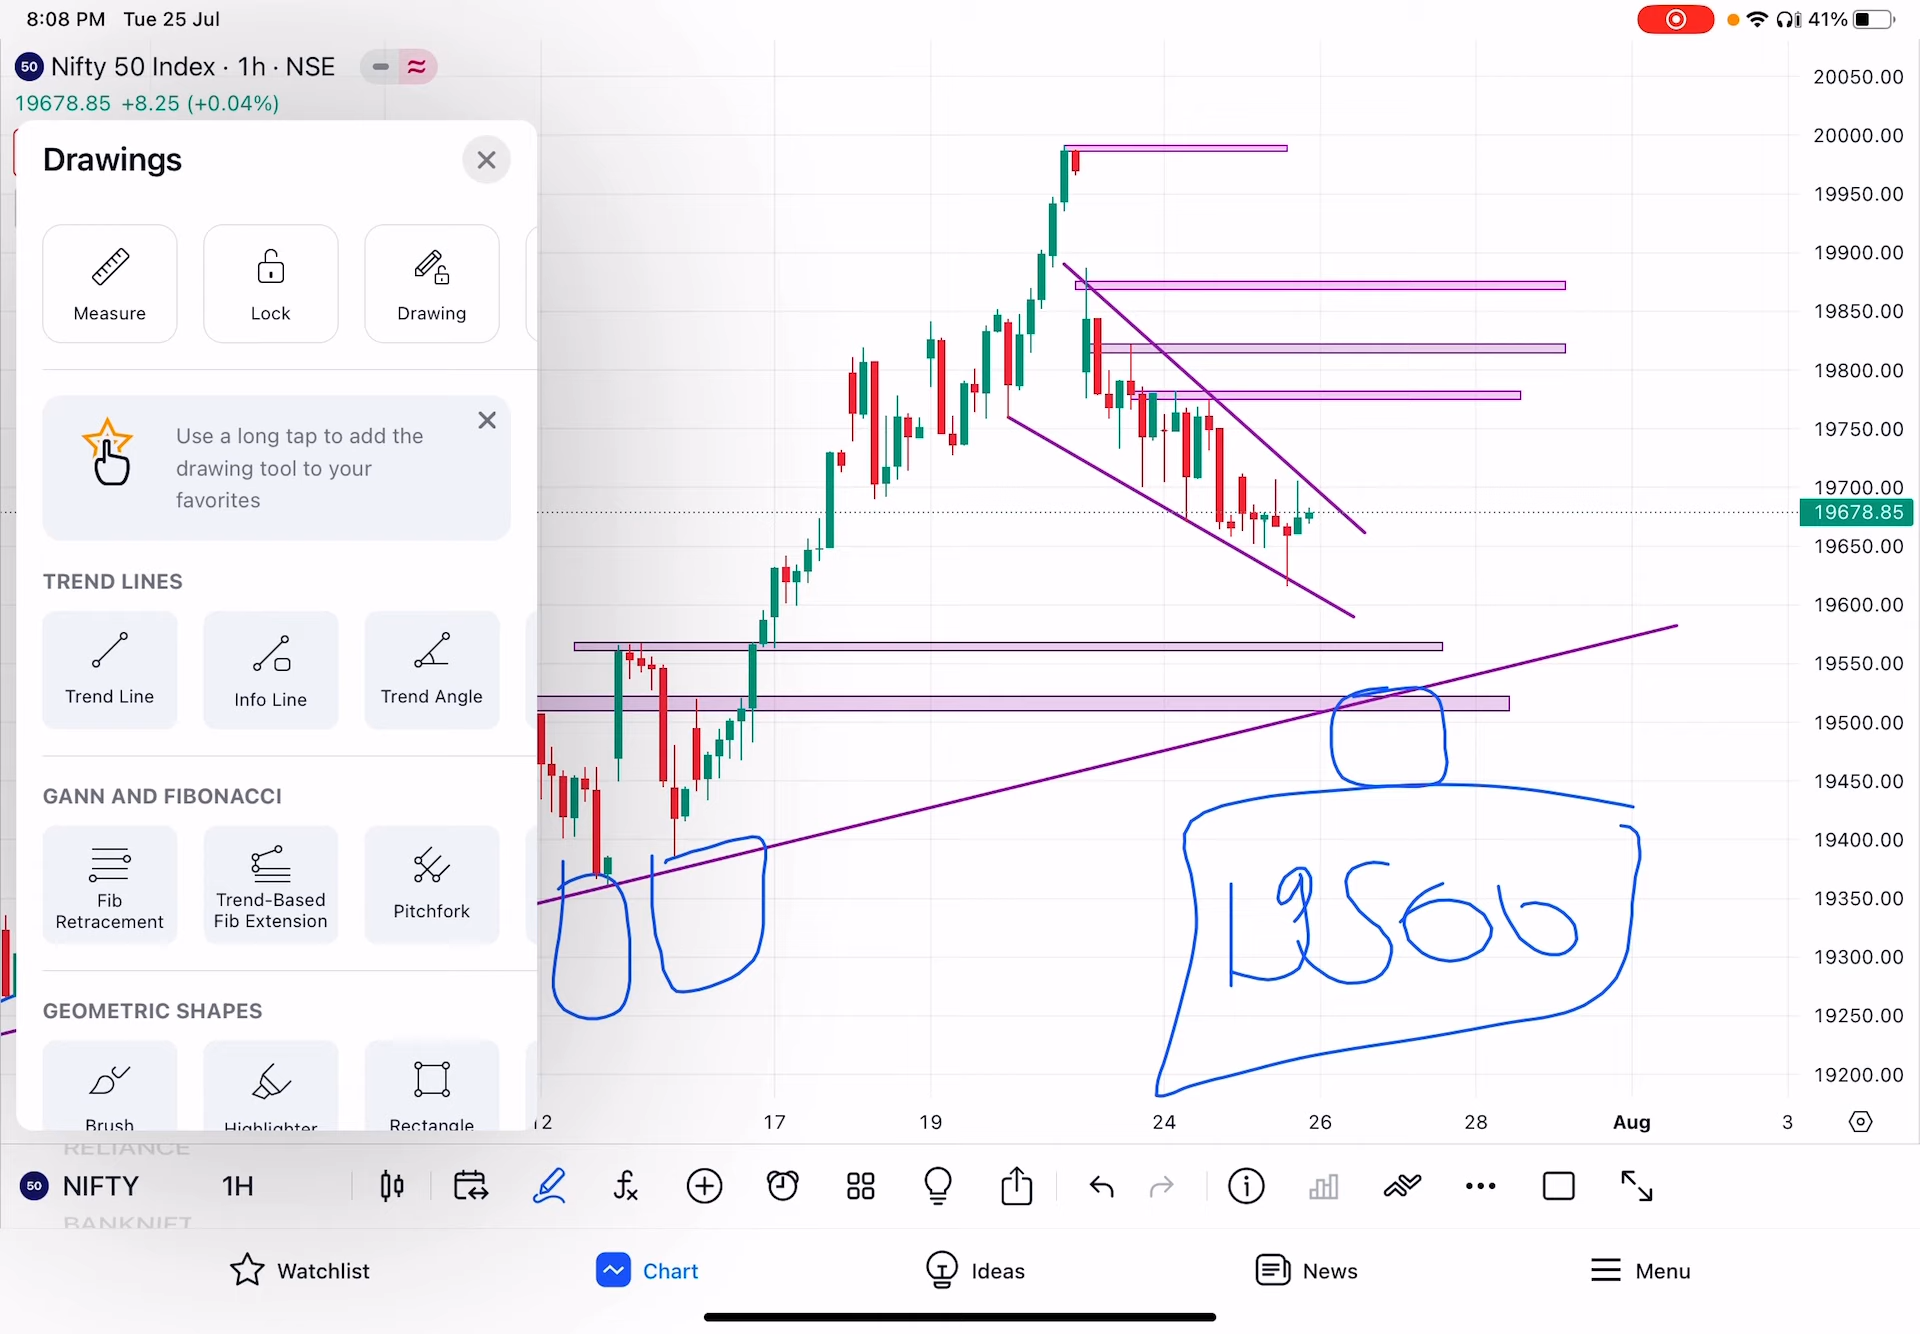 8:08 PM Tue 25 Jul
41%
50 Nifty 50 Index · 1h · NSE
19678.85 +8.25 (+0.04%)
Drawings
Measure
Lock
Drawing
Use a long tap to add the
drawing tool to your
favorites
TREND LINES
Trend Line
Info Line
Trend Angle
GANN AND FIBONACCI
Fib
Retracement
Trend-Based
Fib Extension
Pitchfork
GEOMETRIC SHAPES
Brush
Highlighter
Rectangle
20050.00
20000.00
19950.00
19900.00
19850.00
19800.00
19750.00
19700.00
19678.85
19650.00
19600.00
19550.00
19500.00
19450.00
19400.00
19350.00
19300.00
19250.00
19200.00
19500
12 17 19 24 26 28 Aug 3
RELIANCE
50 NIFTY 1H
BANKNIFT
Watchlist
Chart
Ideas
News
Menu